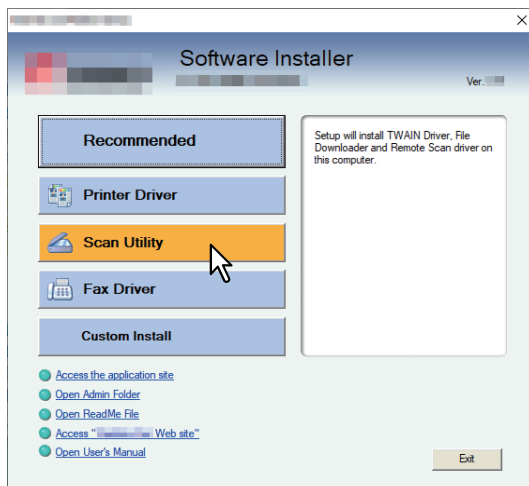 Software Installer
Ver.
Recommended
Setup will install TWAIN Driver, File
Downloader and Remote Scan driver on
this computer.
Printer Driver
Scan Utility
Fax Driver
Custom Install
Access the application site
Open Admin Folder
Open ReadMe File
Access " Web site"
Open User's Manual
Exit